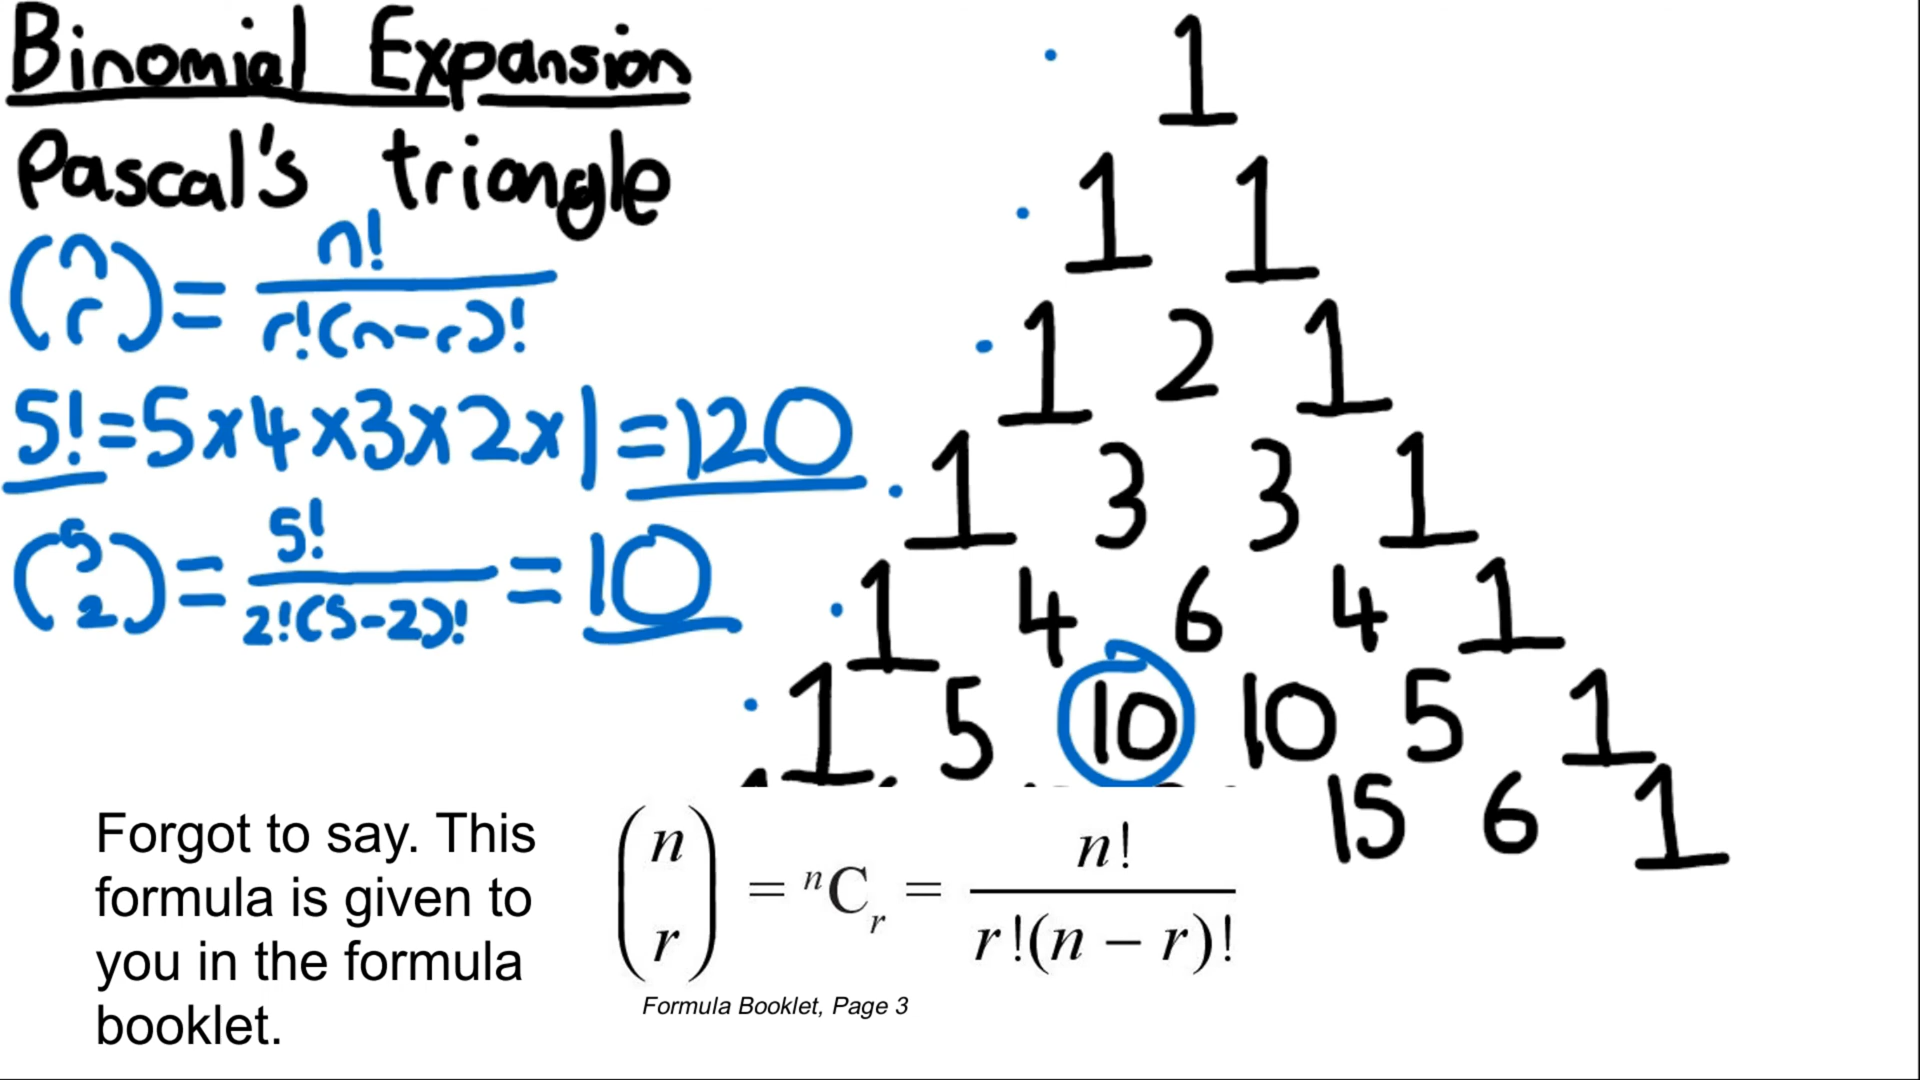 Binomial Expansion
Pascal's triangle
(n r) = n! / r!(n-r)!
5! = 5x4x3x2x1 = 120
(5 2) = 5! / 2!(5-2)! = 10
1
1 1
1 2 1
1 3 3 1
1 4 6 4 1
1 5 10 10 5 1
15 6 1
Forgot to say. This
formula is given to
you in the formula
booklet.
(n r) = nCr = n! / r!(n − r)!
Formula Booklet, Page 3